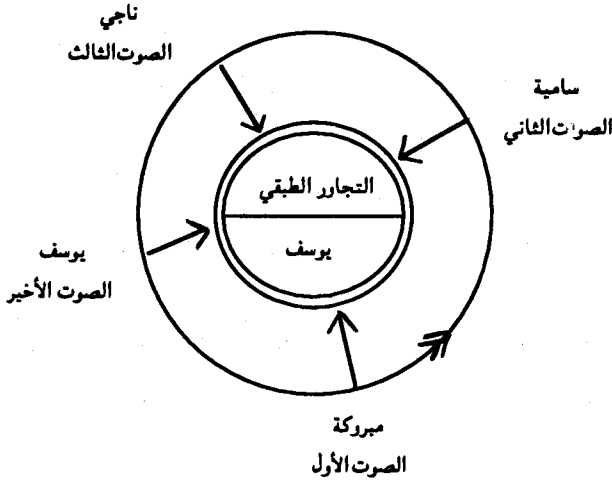 ناجي
الصوت الثالث
سامية
الصوت الثاني
التجاور الطبقي
يوسف
يوسف
الصوت الأخير
مبروكة
الصوت الأول